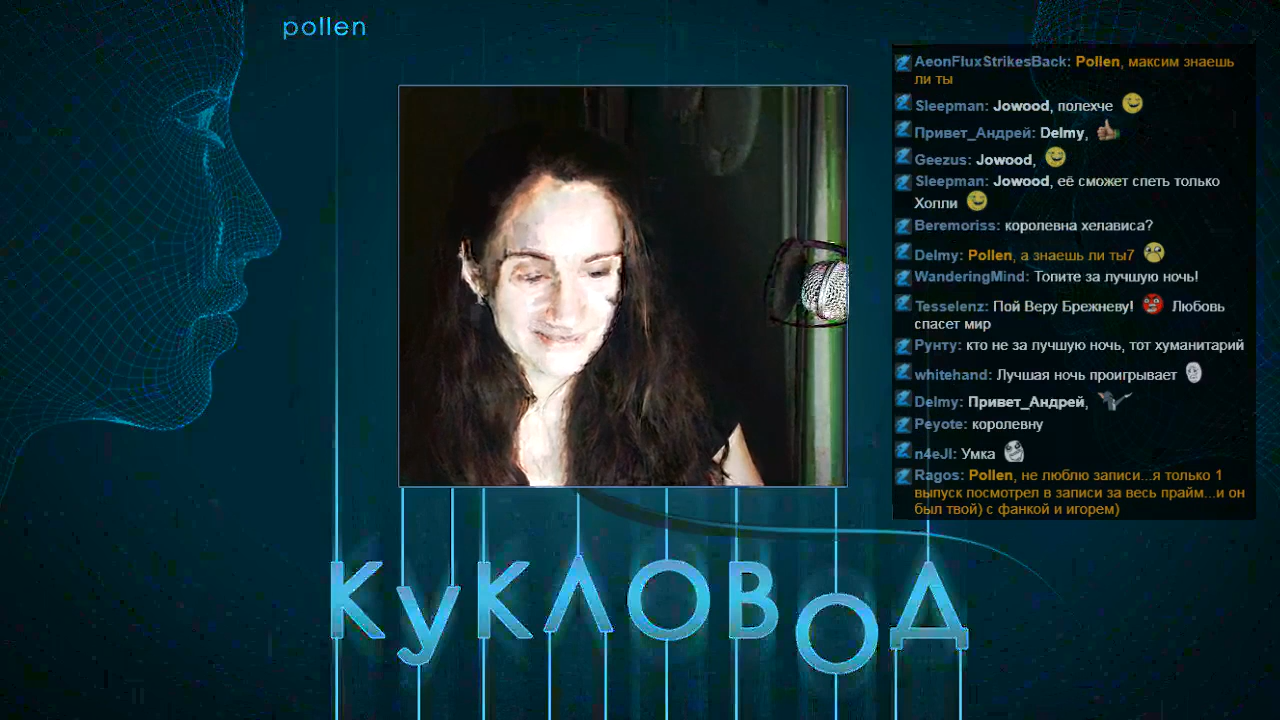 pollen
AeonFluxStrikesBack: Pollen, максим знаешь
ли ты
Sleepman: Jowood, полехче
Привет_Андрей: Delmy,
Geezus: Jowood,
Sleepman: Jowood, её сможет спеть только
Холли
Beremoriss: королевна хелависа?
Delmy: Pollen, а знаешь ли ты7
WanderingMind: Топите за лучшую ночь!
Tesselenz: Пой Веру Брежневу! Любовь
спасет мир
Рунту: кто не за лучшую ночь, тот хуманитарий
whitehand: Лучшая ночь проигрывает
Delmy: Привет_Андрей,
Peyote: королевну
n4eJI: Умка
Ragos: Pollen, не люблю записи...я только 1
выпуск посмотрел в записи за весь прайм...и он
был твой) с фанкой и игорем)
КуКЛОВОД